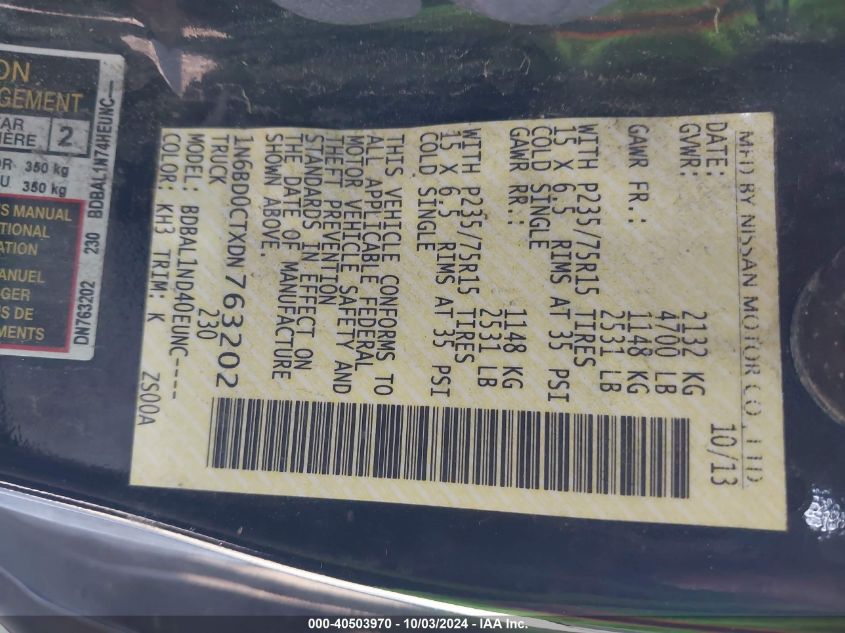 MFD BY NISSAN MOTOR CO., LTD
DATE: 10/13
GVWR: 2132 KG
4700 LB
GAWR FR.: 1148 KG
2531 LB
WITH P235/75R15 TIRES
15 X 6.5 RIMS AT 35 PSI
COLD SINGLE
GAWR RR.: 1148 KG
2531 LB
WITH P235/75R15 TIRES
15 X 6.5 RIMS AT 35 PSI
COLD SINGLE
THIS VEHICLE CONFORMS TO
ALL APPLICABLE FEDERAL
MOTOR VEHICLE SAFETY AND
THEFT PREVENTION
STANDARDS IN EFFECT ON
THE DATE OF MANUFACTURE
SHOWN ABOVE.
1N6BD0CTXDN763202
TRUCK 230
MODEL: BDBAL1ND40EUNC----
COLOR: KH3 TRIM: K ZS00A
ON
GEMENT
AR
IÈRE 2
OR 350 kg
U 350 kg
'S MANUAL
TIONAL
ATION
ANUEL
GER
S DE
MENTS
DN763202 230 BDBAL1N74HEUNC--
000-40503970 - 10/03/2024 - IAA Inc.